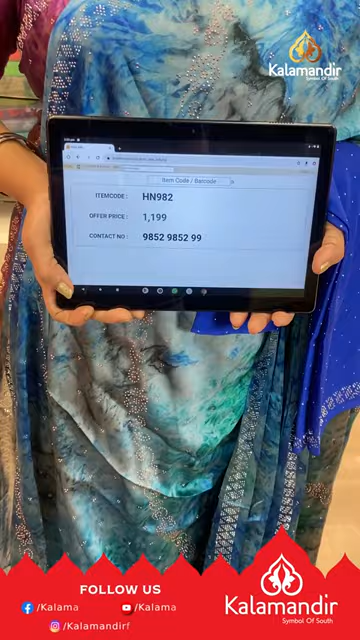 Kalamandir
Symbol Of South
Item Code / Barcode
ITEMCODE : HN982
OFFER PRICE : 1,199
CONTACT NO : 9852 9852 99
FOLLOW US
/Kalama
/Kalama
/Kalamandirf
Kalamandir
Symbol Of South